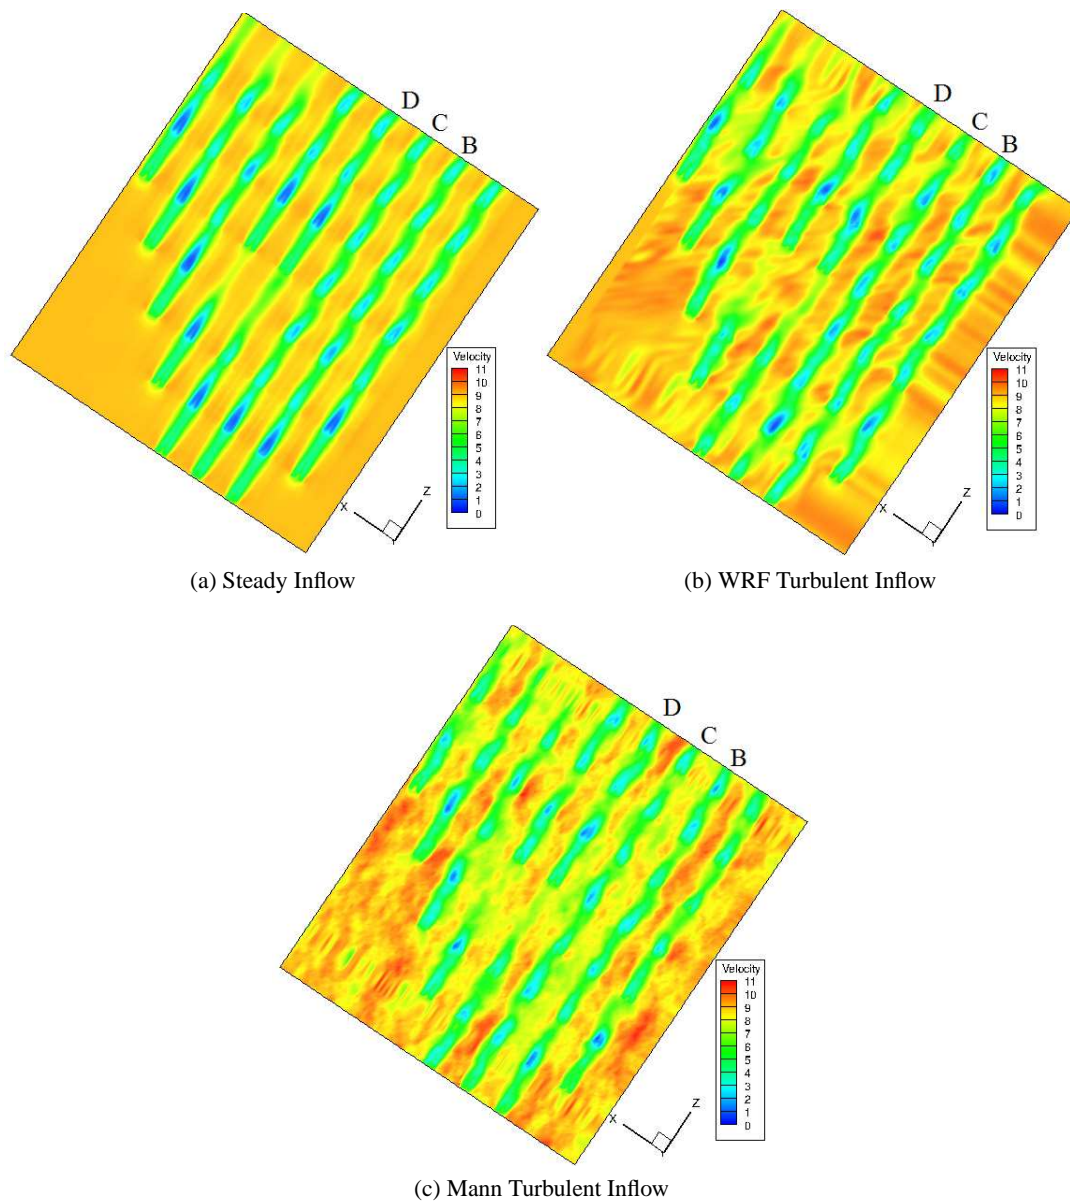 D
C
B
Velocity
11
10
9
8
7
6
5
4
3
2
1
0
X
Z
Y
(a) Steady Inflow
D
C
B
Velocity
11
10
9
8
7
6
5
4
3
2
1
0
X
Z
Y
(b) WRF Turbulent Inflow
D
C
B
Velocity
11
10
9
8
7
6
5
4
3
2
1
0
X
Z
Y
(c) Mann Turbulent Inflow